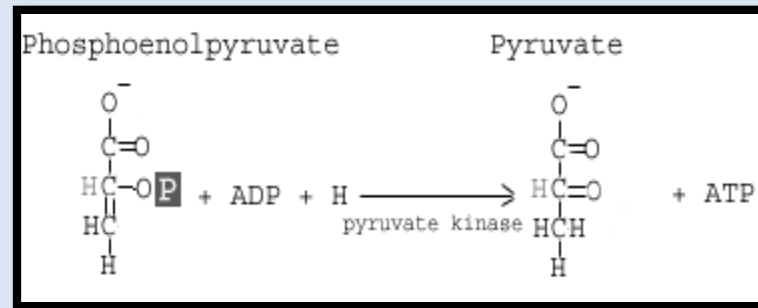 Phosphoenolpyruvate Pyruvate
O⁻ O⁻
C=O C=O
HC-O P + ADP + H HC=O + ATP
HC pyruvate kinase HCH
H H